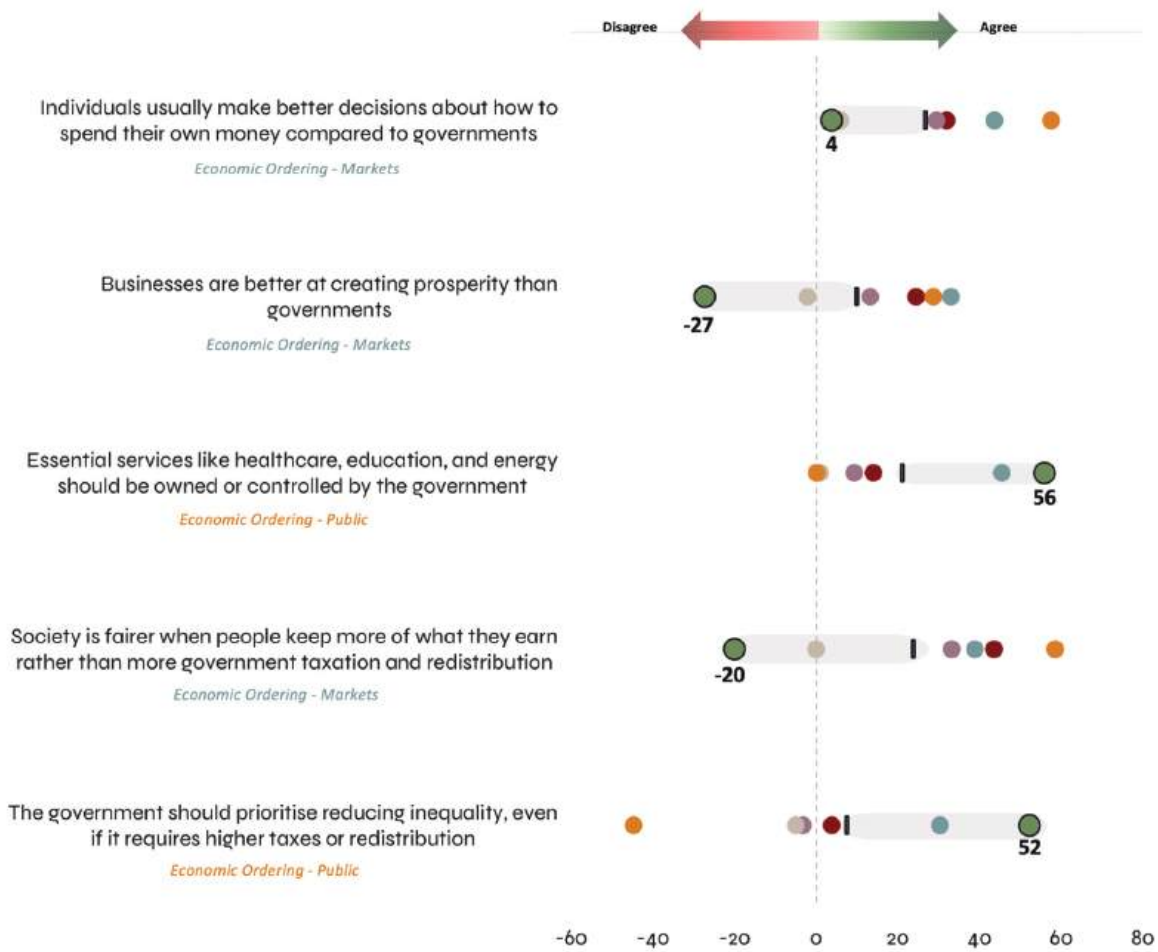 Disagree
Agree
Individuals usually make better decisions about how to
spend their own money compared to governments
Economic Ordering - Markets
4
Businesses are better at creating prosperity than
governments
Economic Ordering - Markets
-27
Essential services like healthcare, education, and energy
should be owned or controlled by the government
Economic Ordering - Public
56
Society is fairer when people keep more of what they earn
rather than more government taxation and redistribution
Economic Ordering - Markets
-20
The government should prioritise reducing inequality, even
if it requires higher taxes or redistribution
Economic Ordering - Public
52
-60 -40 -20 0 20 40 60 80